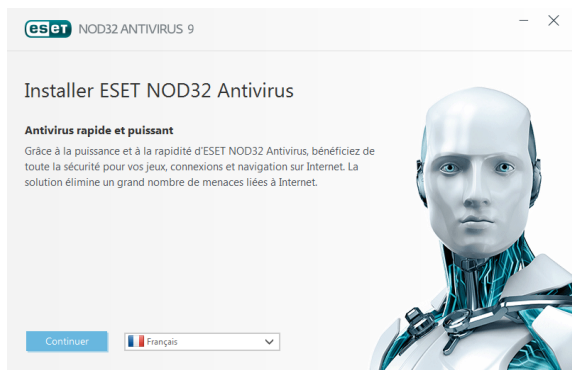 eset NOD32 ANTIVIRUS 9
Installer ESET NOD32 Antivirus
Antivirus rapide et puissant
Grâce à la puissance et à la rapidité d'ESET NOD32 Antivirus, bénéficiez de
toute la sécurité pour vos jeux, connexions et navigation sur Internet. La
solution élimine un grand nombre de menaces liées à Internet.
Continuer
Français